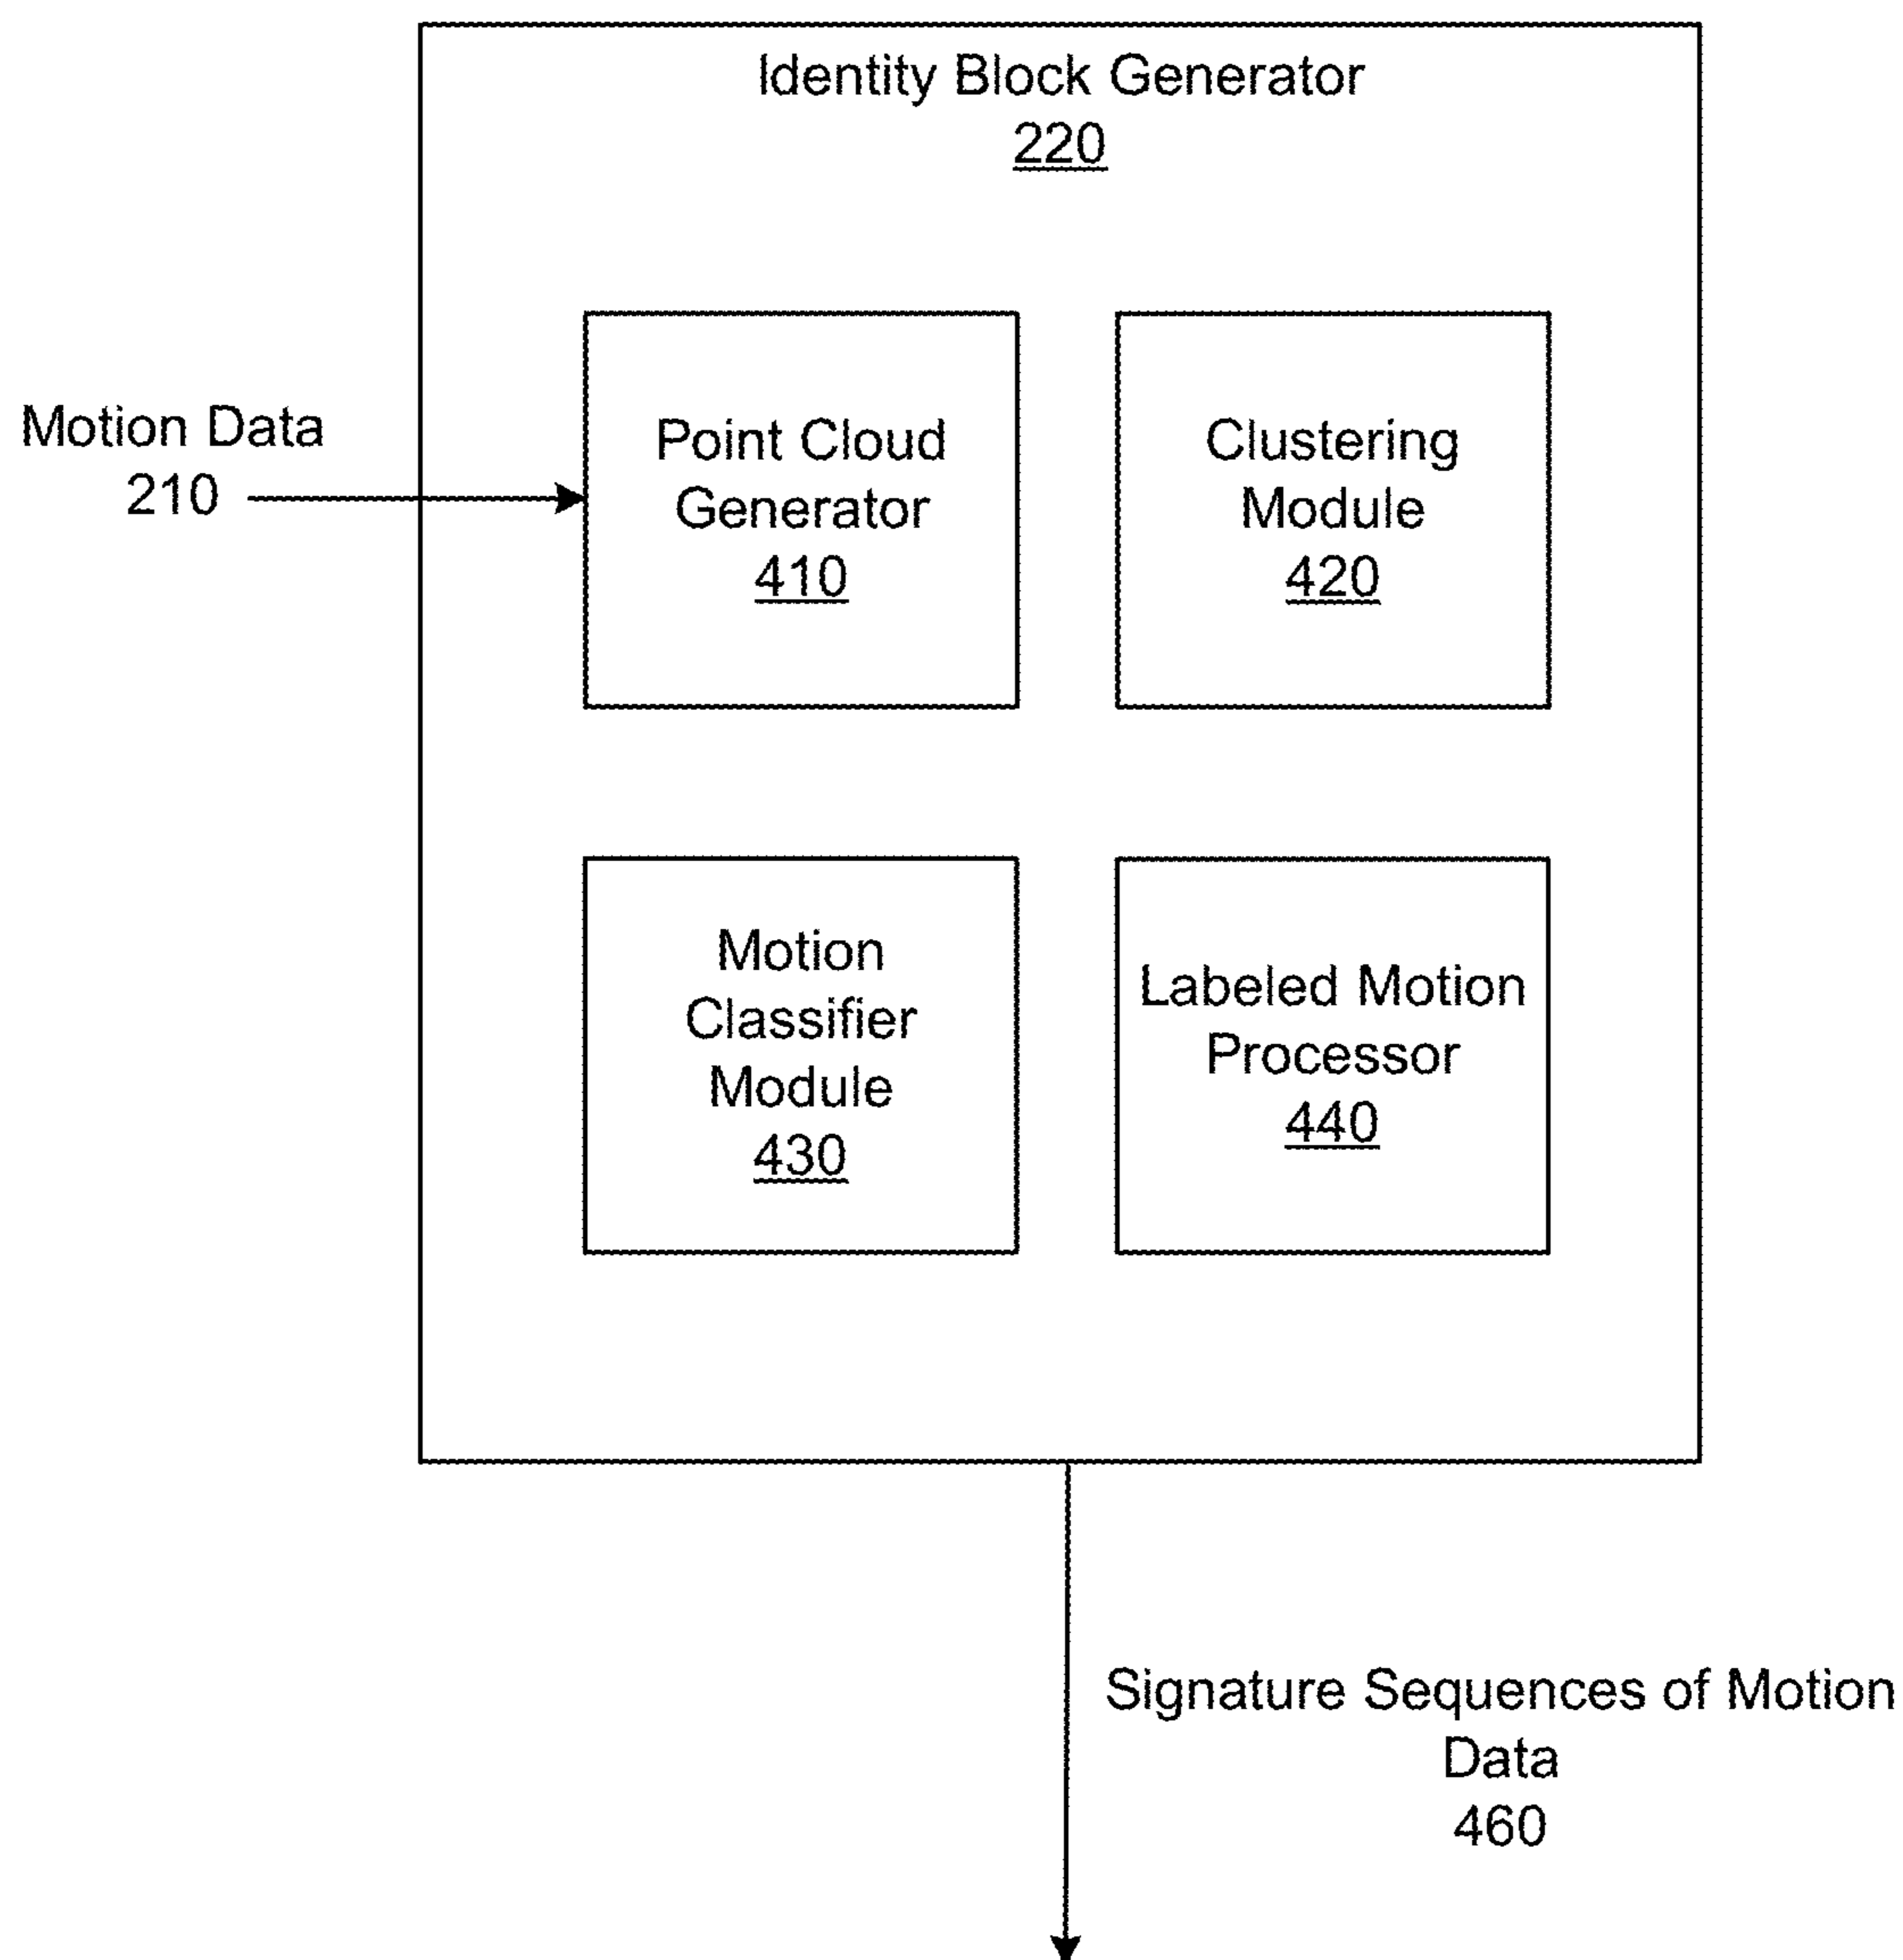 Identity Block Generator
220
Motion Data
210
Point Cloud
Generator
410
Clustering
Module
420
Motion
Classifier
Module
430
Labeled Motion
Processor
440
Signature Sequences of Motion
Data
460